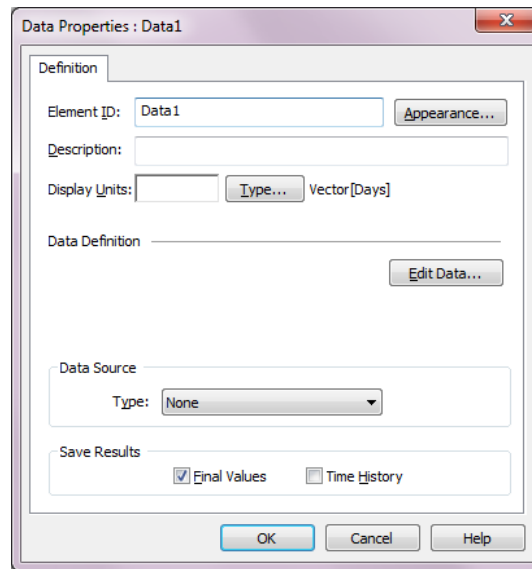 Data Properties : Data1
Definition
Element ID: Data1 Appearance...
Description:
Display Units: Type... Vector[Days]
Data Definition
Edit Data...
Data Source
Type: None
Save Results
Final Values Time History
OK Cancel Help